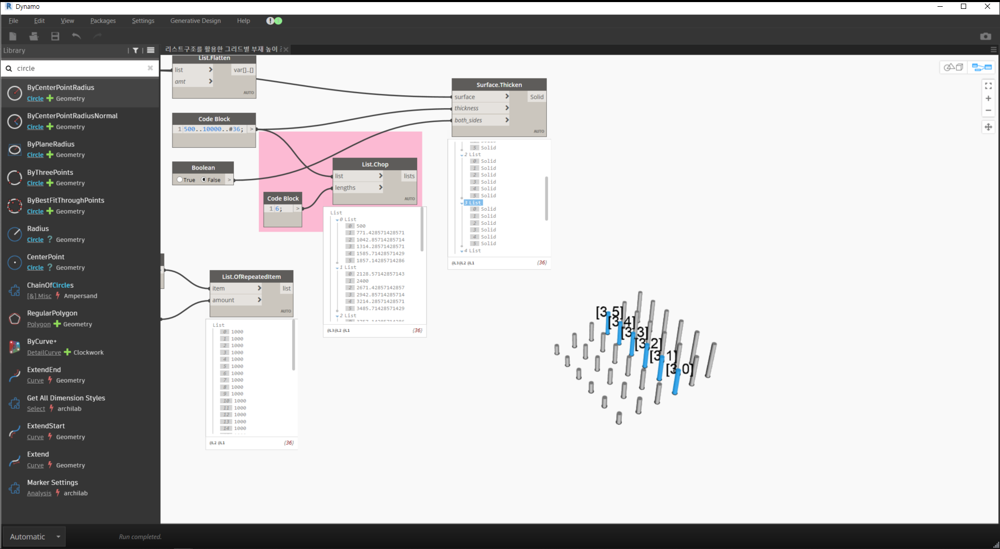 Dynamo
File Edit View Packages Settings Generative Design Help
Library
리스트구조를 활용한 그리드별 부재 높이
circle
ByCenterPointRadius
Circle Geometry
ByCenterPointRadiusNormal
Circle Geometry
ByPlaneRadius
Circle Geometry
ByThreePoints
Circle Geometry
ByBestFitThroughPoints
Circle Geometry
Radius
Circle ? Geometry
CenterPoint
Circle ? Geometry
ChainOfCircles
[&] Misc Ampersand
RegularPolygon
Polygon Geometry
ByCurve+
DetailCurve Clockwork
ExtendEnd
Curve Geometry
Get All Dimension Styles
Select archilab
ExtendStart
Curve Geometry
Extend
Curve Geometry
Marker Settings
Analysis archilab
Automatic
Run completed.
List.Flatten
list > var[]..[]
amt >
AUTO
Code Block
1 500..10000..#36; >
Boolean
True False >
Code Block
1 6; >
List.Chop
list > lists
lengths >
AUTO
List
0 List
0 500
1 771.428571428571
2 1042.85714285714
3 1314.28571428571
4 1585.71428571429
5 1857.14285714286
1 List
0 2128.57142857143
1 2400
2 2671.42857142857
3 2942.85714285714
4 3214.28571428571
5 3485.71428571429
2 List
@L3 @L2 @L1 {36}
Surface.Thicken
surface > Solid
thickness >
both_sides >
AUTO
5 Solid
2 List
0 Solid
1 Solid
2 Solid
3 Solid
4 Solid
5 Solid
3 List
0 Solid
1 Solid
2 Solid
3 Solid
4 Solid
5 Solid
4 List
@L3 @L2 @L1 {36}
List.OfRepeatedItem
item > list
amount >
AUTO
List
0 1000
1 1000
2 1000
3 1000
4 1000
5 1000
6 1000
7 1000
8 1000
9 1000
10 1000
11 1000
12 1000
13 1000
14 1000
@L2 @L1 {36}
[3,5]
[3,4]
[3,3]
[3,2]
[3,1]
[3,0]